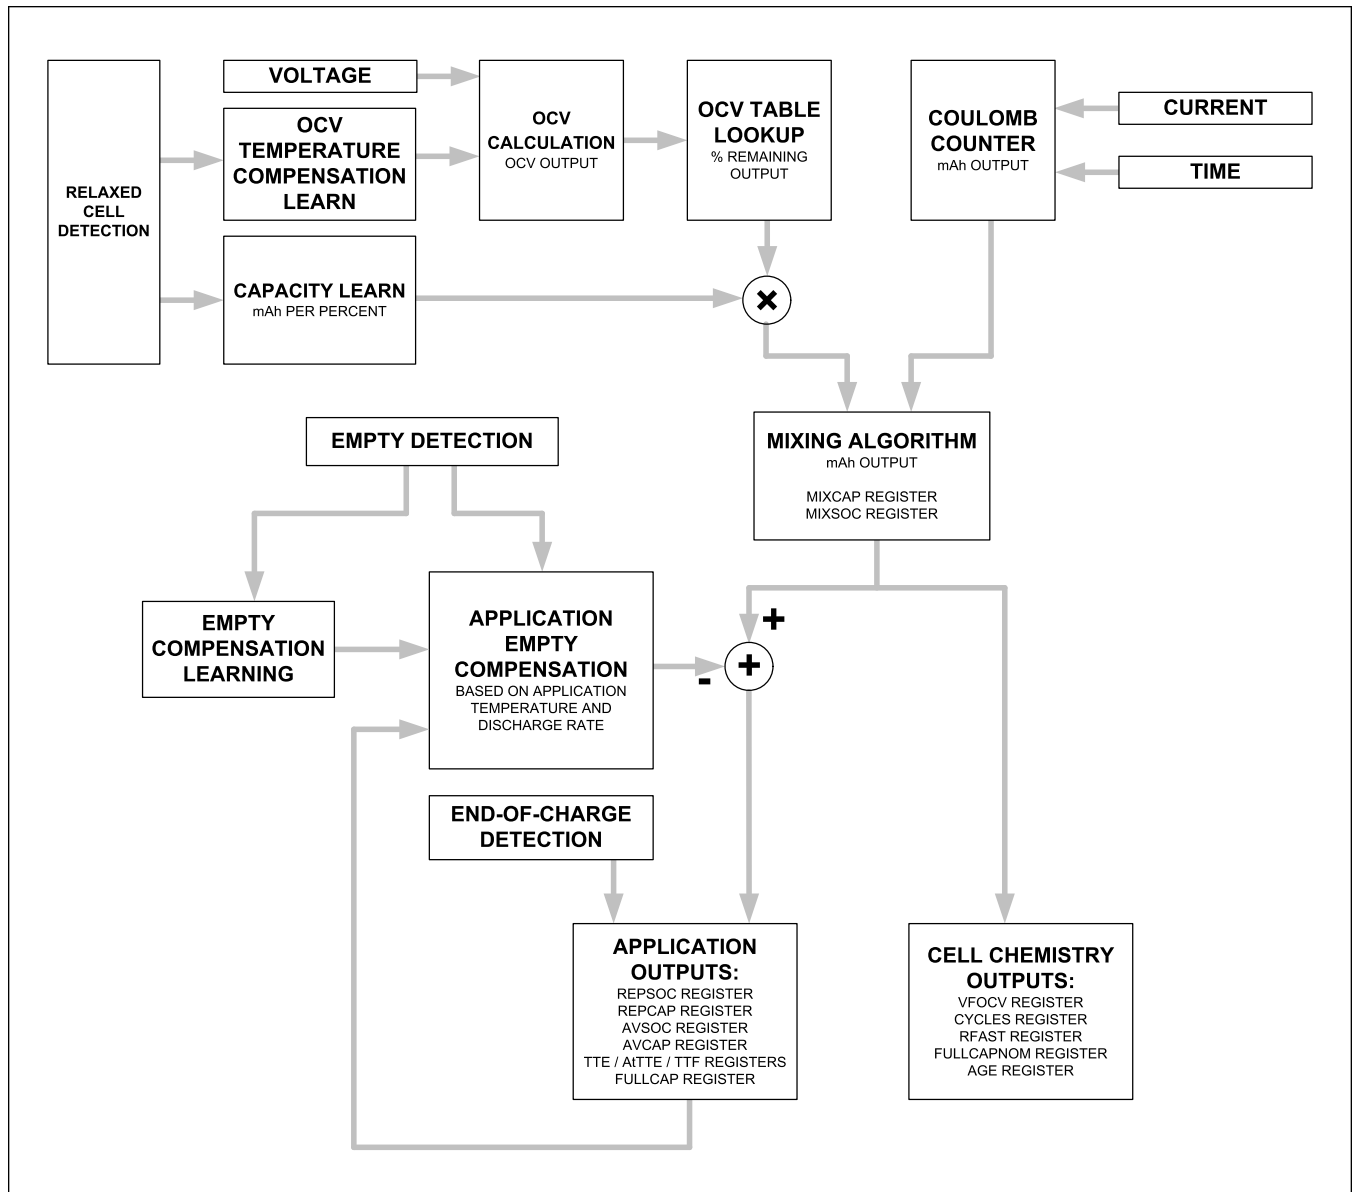 VOLTAGE
OCV
TEMPERATURE
COMPENSATION
LEARN
RELAXED
CELL
DETECTION
CAPACITY LEARN
mAh PER PERCENT
OCV
CALCULATION
OCV OUTPUT
OCV TABLE
LOOKUP
% REMAINING
OUTPUT
COULOMB
COUNTER
mAh OUTPUT
CURRENT
TIME
×
EMPTY DETECTION
MIXING ALGORITHM
mAh OUTPUT
MIXCAP REGISTER
MIXSOC REGISTER
EMPTY
COMPENSATION
LEARNING
APPLICATION
EMPTY
COMPENSATION
BASED ON APPLICATION
TEMPERATURE AND
DISCHARGE RATE
+
+
-
END-OF-CHARGE
DETECTION
APPLICATION
OUTPUTS:
REPSOC REGISTER
REPCAP REGISTER
AVSOC REGISTER
AVCAP REGISTER
TTE / AtTTE / TTF REGISTERS
FULLCAP REGISTER
CELL CHEMISTRY
OUTPUTS:
VFOCV REGISTER
CYCLES REGISTER
RFAST REGISTER
FULLCAPNOM REGISTER
AGE REGISTER